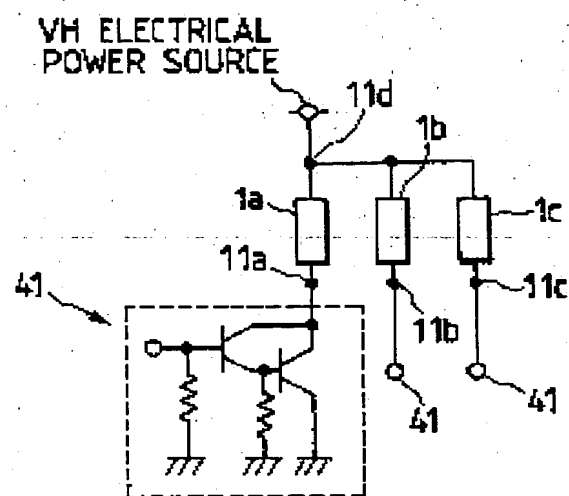 VH ELECTRICAL
POWER SOURCE
11d
1b
1a
1c
11a
41
11b
11c
41
41